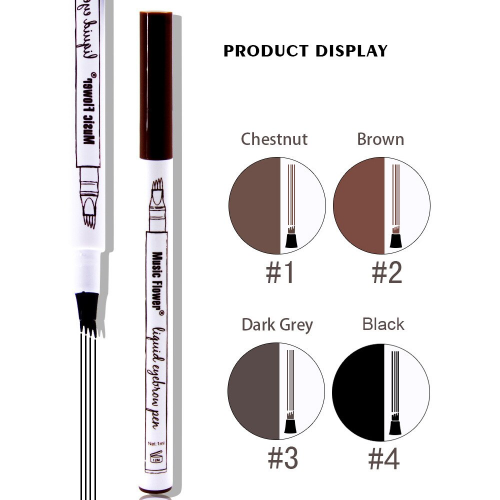 PRODUCT DISPLAY
Chestnut
Brown
#1
#2
Dark Grey
Black
#3
#4
Music Flower®
liquid eyebrow pen
Music Flower®
liquid eyebrow pen